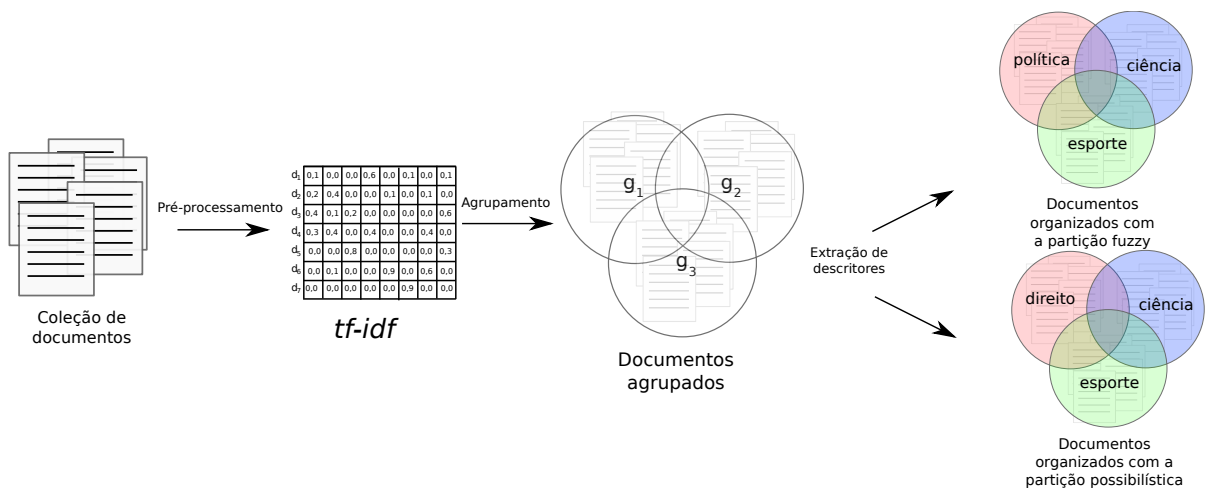 Coleção de
documentos
Pré-processamento
d1 0,1 0,0 0,0 0,6 0,0 0,1 0,0 0,1
d2 0,2 0,4 0,0 0,0 0,1 0,0 0,1 0,0
d3 0,4 0,1 0,2 0,0 0,0 0,0 0,0 0,6
d4 0,3 0,4 0,0 0,4 0,0 0,0 0,4 0,0
d5 0,0 0,0 0,8 0,0 0,0 0,0 0,0 0,3
d6 0,0 0,1 0,0 0,0 0,9 0,0 0,6 0,0
d7 0,0 0,0 0,0 0,0 0,0 0,9 0,0 0,0
tf-idf
Agrupamento
g1
g2
g3
Documentos
agrupados
Extração de
descritores
política
ciência
esporte
Documentos
organizados com
a partição fuzzy
direito
ciência
esporte
Documentos
organizados com a
partição possibilística